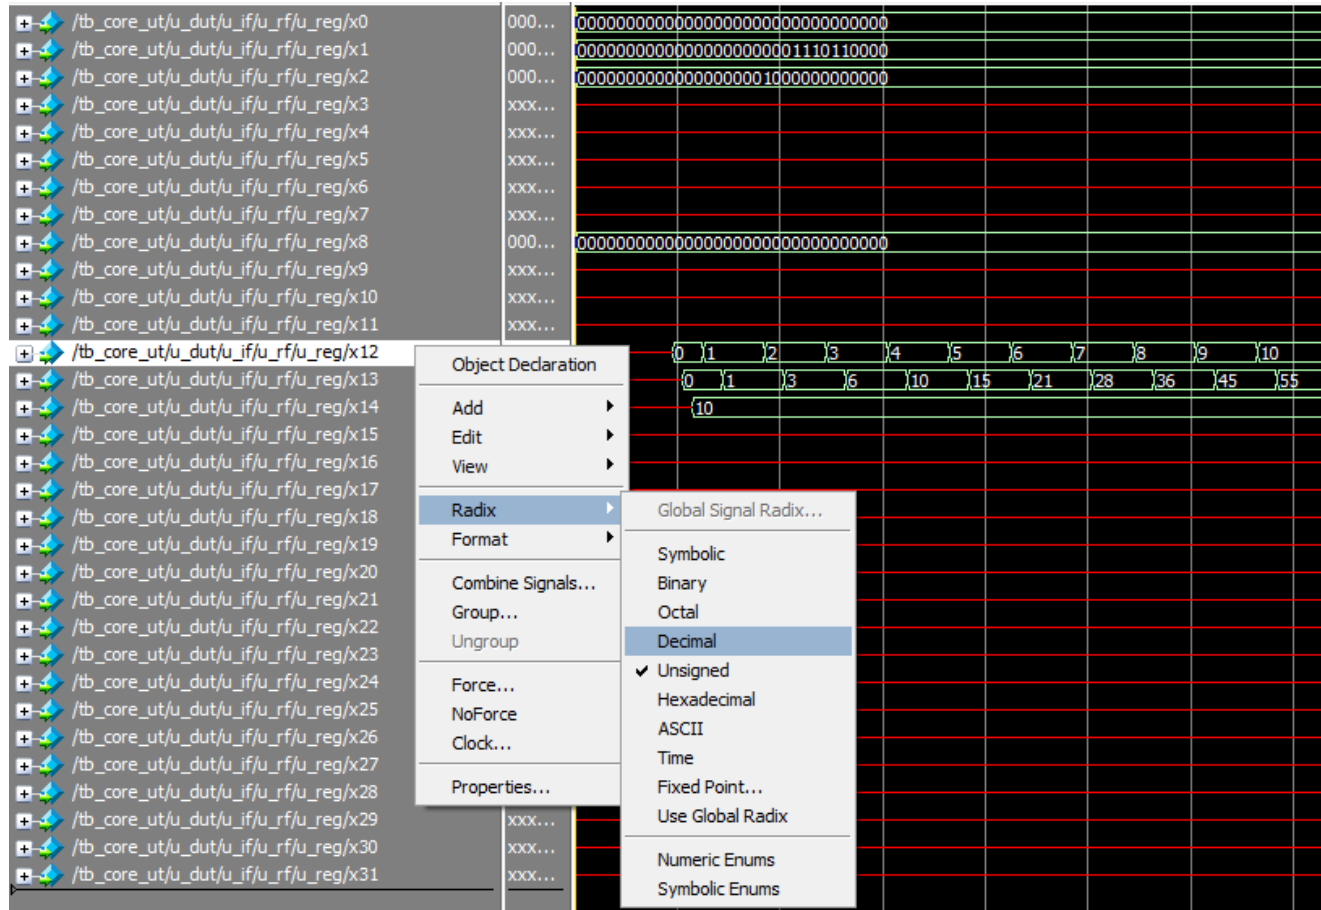 /tb_core_ut/u_dut/u_if/u_rf/u_reg/x0 000... 00000000000000000000000000000000
/tb_core_ut/u_dut/u_if/u_rf/u_reg/x1 000... 00000000000000000000001110110000
/tb_core_ut/u_dut/u_if/u_rf/u_reg/x2 000... 00000000000000000001000000000000
/tb_core_ut/u_dut/u_if/u_rf/u_reg/x3 xxx...
/tb_core_ut/u_dut/u_if/u_rf/u_reg/x4 xxx...
/tb_core_ut/u_dut/u_if/u_rf/u_reg/x5 xxx...
/tb_core_ut/u_dut/u_if/u_rf/u_reg/x6 xxx...
/tb_core_ut/u_dut/u_if/u_rf/u_reg/x7 xxx...
/tb_core_ut/u_dut/u_if/u_rf/u_reg/x8 000... 00000000000000000000000000000000
/tb_core_ut/u_dut/u_if/u_rf/u_reg/x9 xxx...
/tb_core_ut/u_dut/u_if/u_rf/u_reg/x10 xxx...
/tb_core_ut/u_dut/u_if/u_rf/u_reg/x11 xxx...
/tb_core_ut/u_dut/u_if/u_rf/u_reg/x12 0 1 2 3 4 5 6 7 8 9 10
/tb_core_ut/u_dut/u_if/u_rf/u_reg/x13 0 1 3 6 10 15 21 28 36 45 55
/tb_core_ut/u_dut/u_if/u_rf/u_reg/x14 10
/tb_core_ut/u_dut/u_if/u_rf/u_reg/x15
/tb_core_ut/u_dut/u_if/u_rf/u_reg/x16
/tb_core_ut/u_dut/u_if/u_rf/u_reg/x17
/tb_core_ut/u_dut/u_if/u_rf/u_reg/x18
/tb_core_ut/u_dut/u_if/u_rf/u_reg/x19
/tb_core_ut/u_dut/u_if/u_rf/u_reg/x20
/tb_core_ut/u_dut/u_if/u_rf/u_reg/x21
/tb_core_ut/u_dut/u_if/u_rf/u_reg/x22
/tb_core_ut/u_dut/u_if/u_rf/u_reg/x23
/tb_core_ut/u_dut/u_if/u_rf/u_reg/x24
/tb_core_ut/u_dut/u_if/u_rf/u_reg/x25
/tb_core_ut/u_dut/u_if/u_rf/u_reg/x26
/tb_core_ut/u_dut/u_if/u_rf/u_reg/x27
/tb_core_ut/u_dut/u_if/u_rf/u_reg/x28
/tb_core_ut/u_dut/u_if/u_rf/u_reg/x29 xxx...
/tb_core_ut/u_dut/u_if/u_rf/u_reg/x30 xxx...
/tb_core_ut/u_dut/u_if/u_rf/u_reg/x31 xxx...
Object Declaration
Add
Edit
View
Radix
Format
Combine Signals...
Group...
Ungroup
Force...
NoForce
Clock...
Properties...
Global Signal Radix...
Symbolic
Binary
Octal
Decimal
Unsigned
Hexadecimal
ASCII
Time
Fixed Point...
Use Global Radix
Numeric Enums
Symbolic Enums